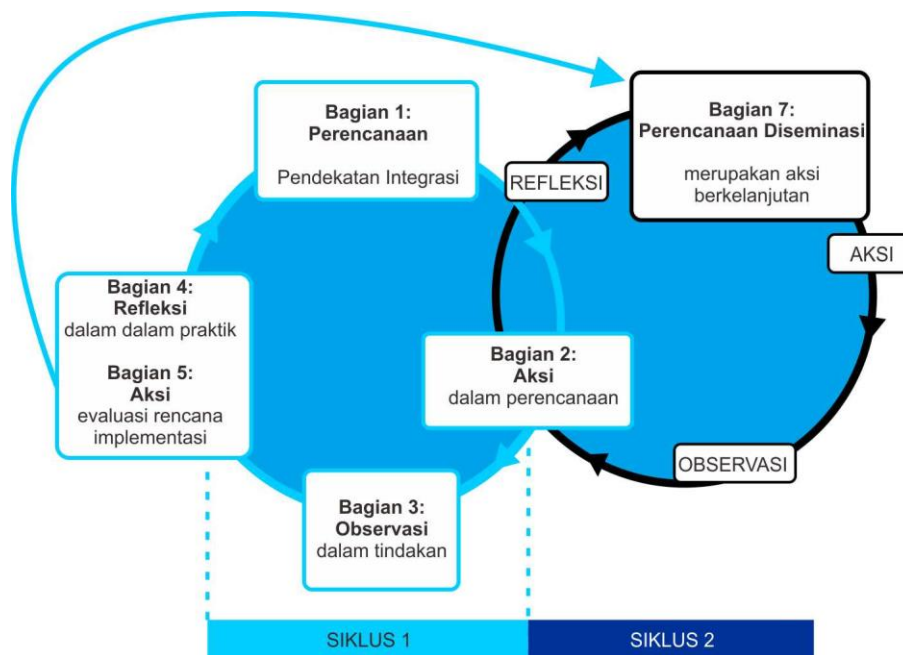 Bagian 1:
Perencanaan
Pendekatan Integrasi
Bagian 7:
Perencanaan Diseminasi
merupakan aksi
berkelanjutan
REFLEKSI
AKSI
Bagian 4:
Refleksi
dalam dalam praktik
Bagian 5:
Aksi
evaluasi rencana
implementasi
Bagian 2:
Aksi
dalam perencanaan
OBSERVASI
Bagian 3:
Observasi
dalam tindakan
SIKLUS 1
SIKLUS 2